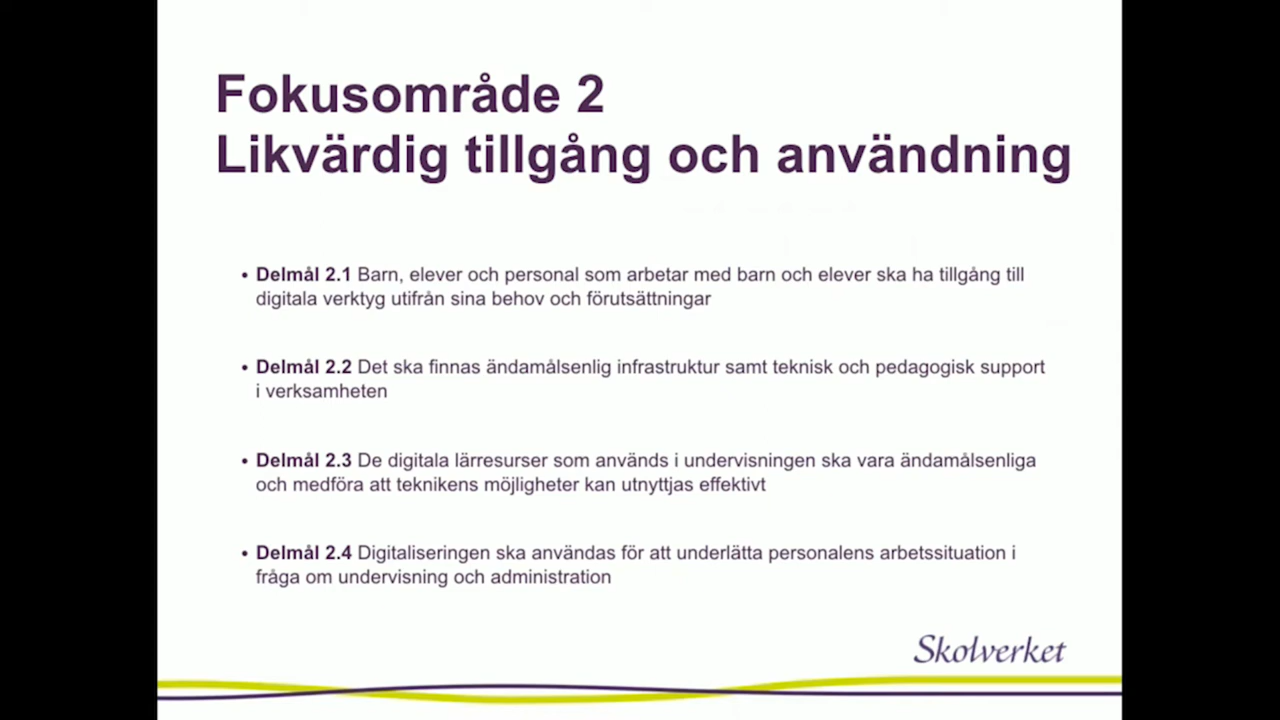 Fokusområde 2
Likvärdig tillgång och användning
• Delmål 2.1 Barn, elever och personal som arbetar med barn och elever ska ha tillgång till
digitala verktyg utifrån sina behov och förutsättningar
• Delmål 2.2 Det ska finnas ändamålsenlig infrastruktur samt teknisk och pedagogisk support
i verksamheten
• Delmål 2.3 De digitala lärresurser som används i undervisningen ska vara ändamålsenliga
och medföra att teknikens möjligheter kan utnyttjas effektivt
• Delmål 2.4 Digitaliseringen ska användas för att underlätta personalens arbetssituation i
fråga om undervisning och administration
Skolverket